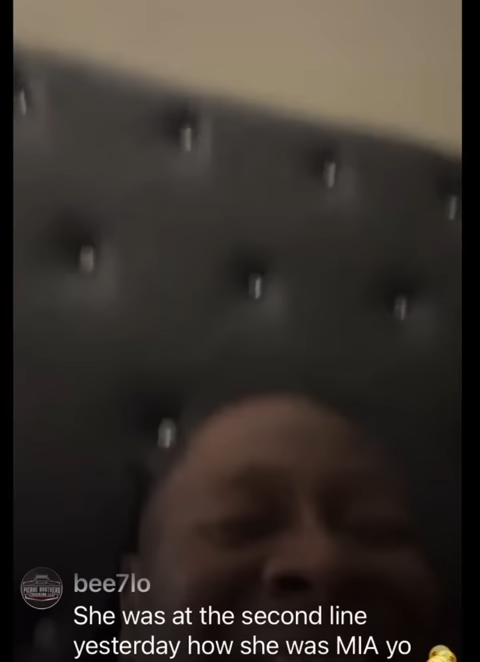 bee7lo
She was at the second line
yesterday how she was MIA yo